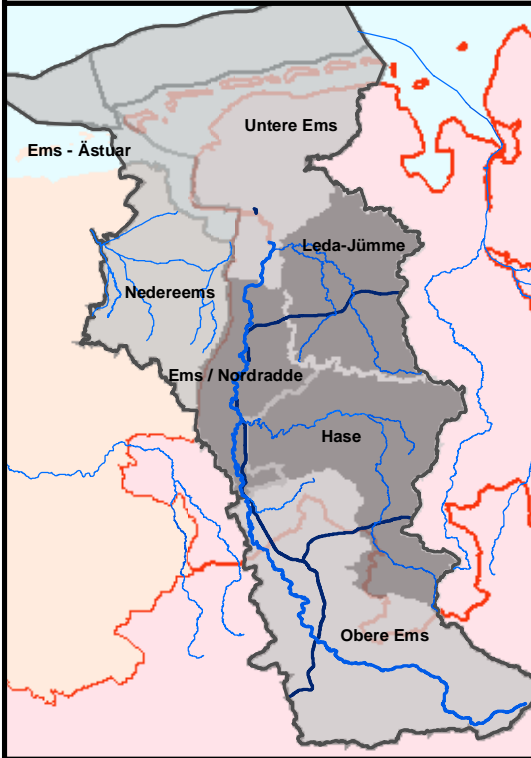 Untere Ems
Ems - Ästuar
Leda-Jümme
Nedereems
Ems / Nordradde
Hase
Obere Ems